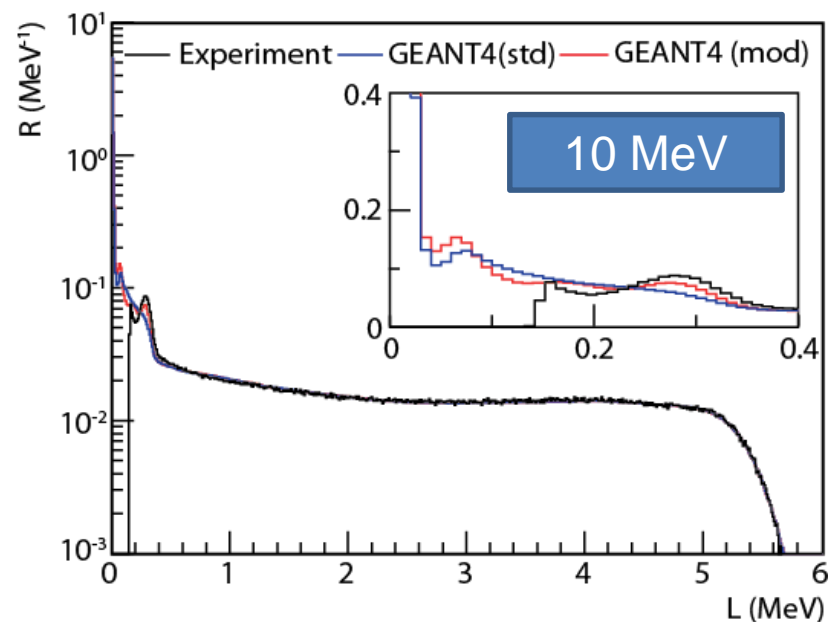 10¹
Experiment GEANT4(std) GEANT4 (mod)
R (MeV⁻¹)
0.4
10 MeV
10⁰
0.2
10⁻¹
0
0 0.2 0.4
10⁻²
10⁻³
0 1 2 3 4 5 6
L (MeV)